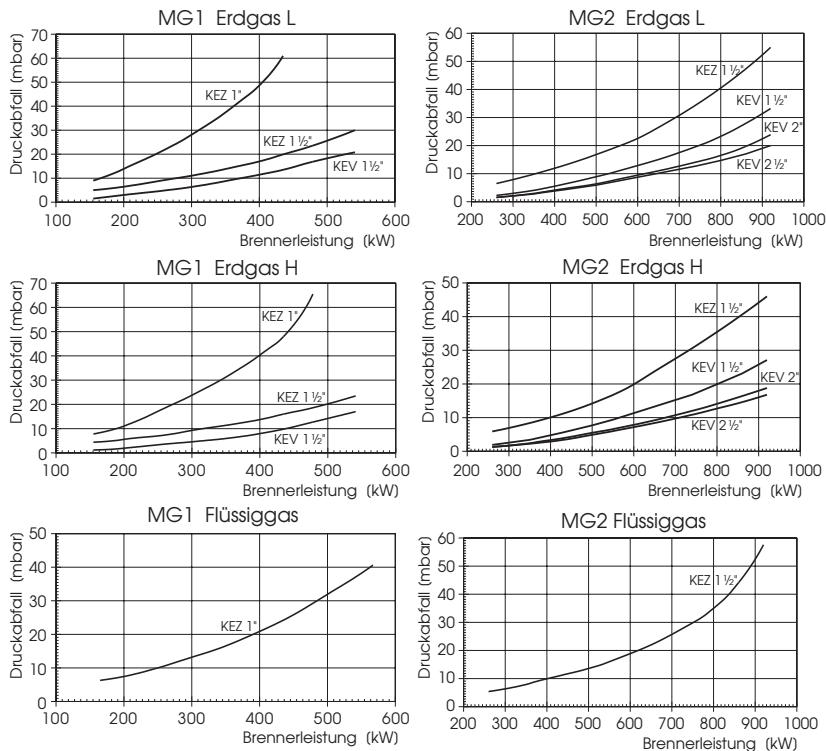 MG1 Erdgas L
Druckabfall (mbar)
70
60
50
40
30
20
10
0
KEZ 1"
KEZ 1½"
KEV 1½"
100 200 300 400 500 600
Brennerleistung (kW)
MG2 Erdgas L
Druckabfall (mbar)
60
50
40
30
20
10
0
KEZ 1½"
KEV 1½"
KEV 2"
KEV 2½"
200 300 400 500 600 700 800 900 1000
Brennerleistung (kW)
MG1 Erdgas H
Druckabfall (mbar)
70
60
50
40
30
20
10
0
KEZ 1"
KEZ 1½"
KEV 1½"
100 200 300 400 500 600
Brennerleistung (kW)
MG2 Erdgas H
Druckabfall (mbar)
50
40
30
20
10
0
KEZ 1½"
KEV 1½"
KEV 2"
KEV 2½"
200 300 400 500 600 700 800 900 1000
Brennerleistung (kW)
MG1 Flüssiggas
Druckabfall (mbar)
50
40
30
20
10
0
KEZ 1"
100 200 300 400 500 600
Brennerleistung (kW)
MG2 Flüssiggas
Druckabfall (mbar)
60
50
40
30
20
10
0
KEZ 1½"
200 300 400 500 600 700 800 900 1000
Brennerleistung (kW)